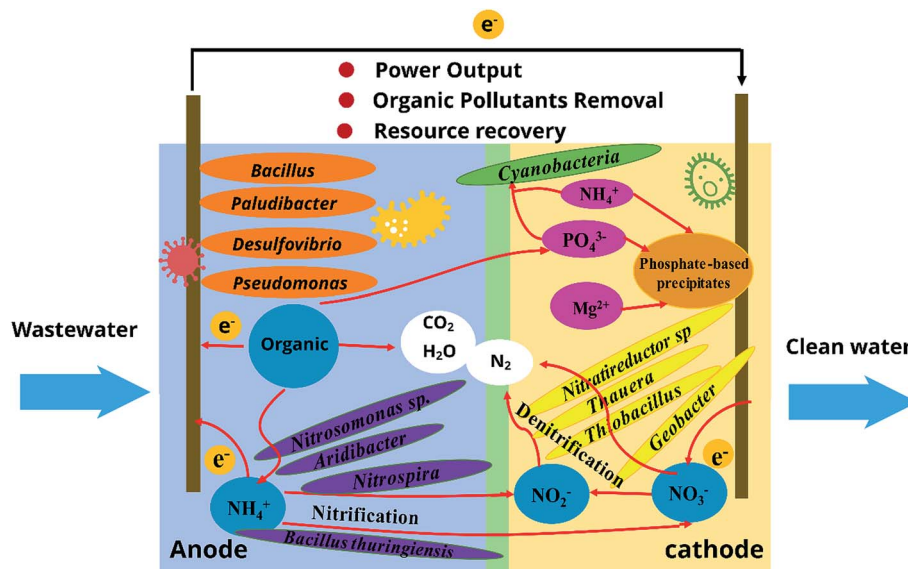 e⁻
Power Output
Organic Pollutants Removal
Resource recovery
Bacillus
Paludibacter
Desulfovibrio
Pseudomonas
Cyanobacteria
NH₄⁺
PO₄³⁻
Mg²⁺
Phosphate-based
precipitates
Wastewater
Clean water
e⁻
Organic
CO₂
H₂O
N₂
Nitratireductor sp
Thauera
Thobacillus
Geobacter
Denitrification
Nitrosomonas sp.
Aridibacter
Nitrospira
e⁻
e⁻
NH₄⁺
Nitrification
NO₂⁻
NO₃⁻
Bacillus thuringiensis
Anode
cathode